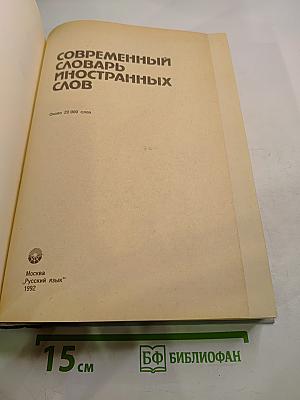 СОВРЕМЕННЫЙ
СЛОВАРЬ
ИНОСТРАННЫХ
СЛОВ
Около 20 000 слов
Москва
„Русский язык"
1992
15 см
БФ БИБЛИОФАН